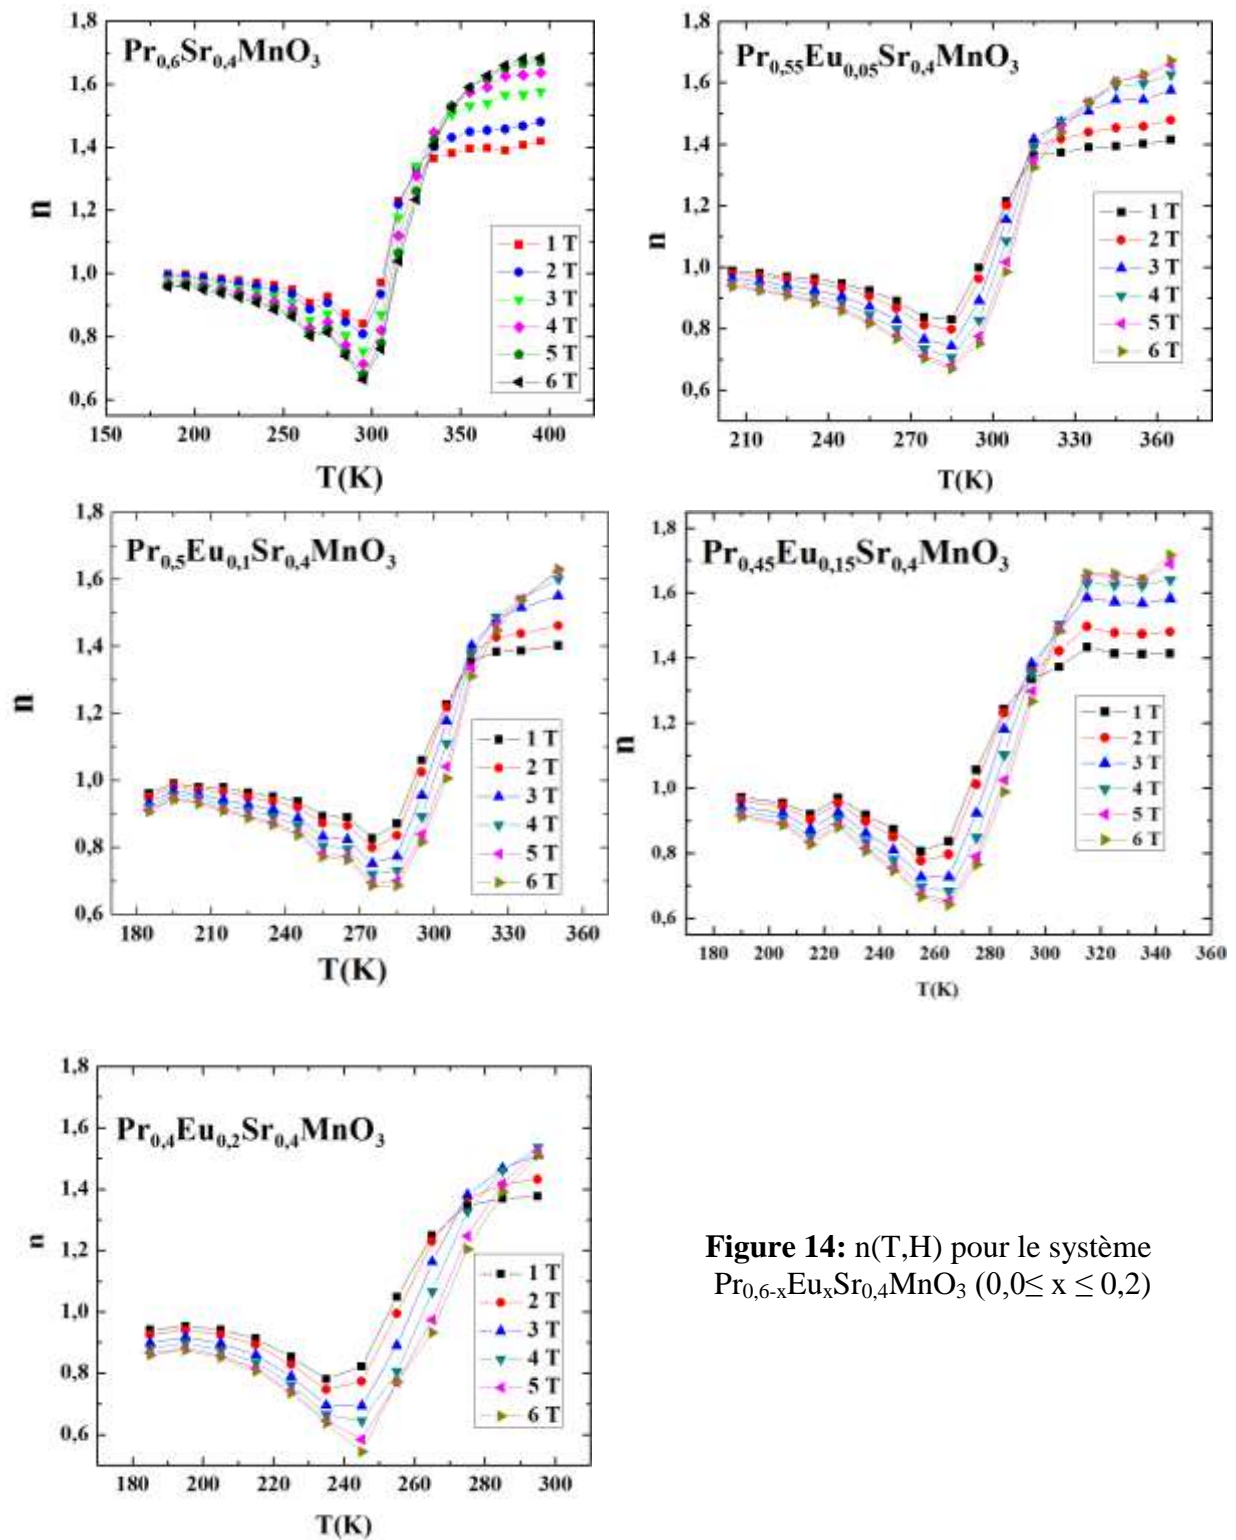 Pr0,6Sr0,4MnO3
1,8
1,6
1,4
1,2
1,0
0,8
0,6
n
1 T
2 T
3 T
4 T
5 T
6 T
150 200 250 300 350 400
T(K)
Pr0,55Eu0,05Sr0,4MnO3
1,8
1,6
1,4
1,2
1,0
0,8
0,6
n
1 T
2 T
3 T
4 T
5 T
6 T
210 240 270 300 330 360
T(K)
Pr0,5Eu0,1Sr0,4MnO3
1,8
1,6
1,4
1,2
1,0
0,8
0,6
n
1 T
2 T
3 T
4 T
5 T
6 T
180 210 240 270 300 330 360
T(K)
Pr0,45Eu0,15Sr0,4MnO3
1,8
1,6
1,4
1,2
1,0
0,8
0,6
n
1 T
2 T
3 T
4 T
5 T
6 T
180 200 220 240 260 280 300 320 340 360
T(K)
Pr0,4Eu0,2Sr0,4MnO3
1,8
1,6
1,4
1,2
1,0
0,8
0,6
n
1 T
2 T
3 T
4 T
5 T
6 T
180 200 220 240 260 280 300
T(K)
Figure 14: n(T,H) pour le système
Pr0,6-xEuxSr0,4MnO3 (0,0≤ x ≤ 0,2)